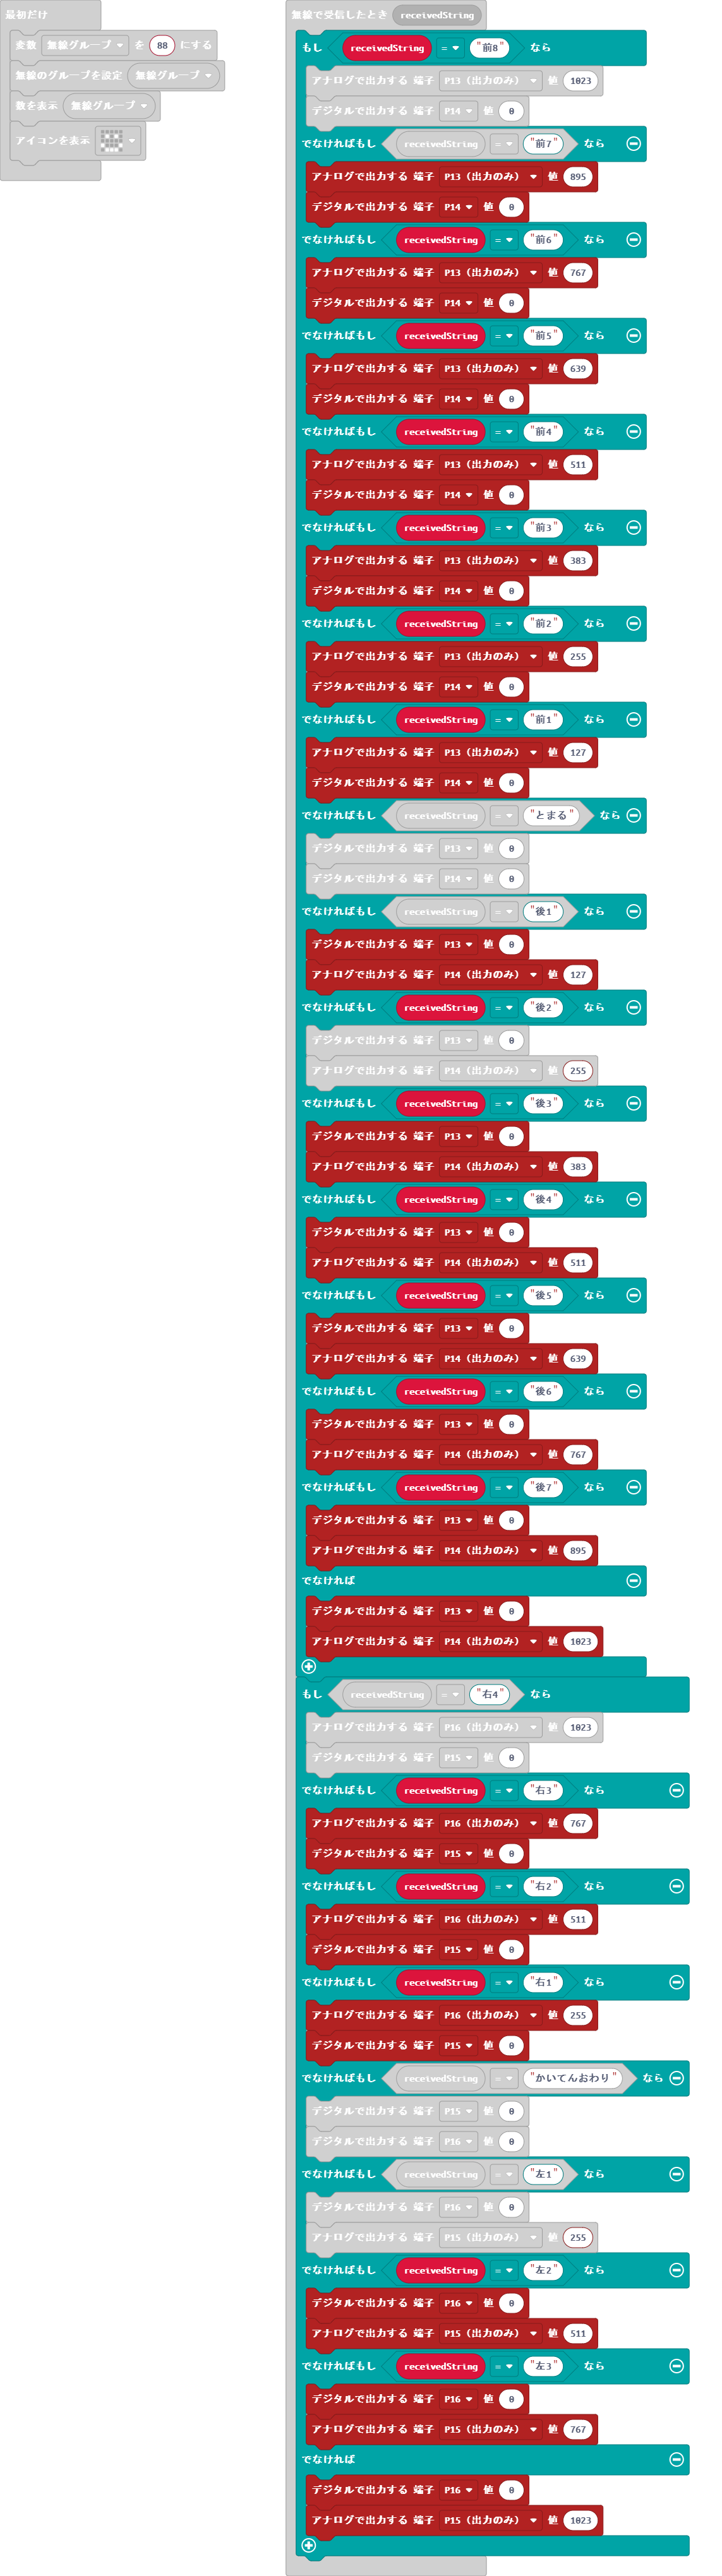 最初だけ
変数 無線グループ を 88 にする
無線のグループを設定 無線グループ
数を表示 無線グループ
アイコンを表示
無線で受信したとき receivedString
もし receivedString = "前8" なら
アナログで出力する 端子 P13 (出力のみ) 値 1023
デジタルで出力する 端子 P14 値 0
でなければもし receivedString = "前7" なら
アナログで出力する 端子 P13 (出力のみ) 値 895
デジタルで出力する 端子 P14 値 0
でなければもし receivedString = "前6" なら
アナログで出力する 端子 P13 (出力のみ) 値 767
デジタルで出力する 端子 P14 値 0
でなければもし receivedString = "前5" なら
アナログで出力する 端子 P13 (出力のみ) 値 639
デジタルで出力する 端子 P14 値 0
でなければもし receivedString = "前4" なら
アナログで出力する 端子 P13 (出力のみ) 値 511
デジタルで出力する 端子 P14 値 0
でなければもし receivedString = "前3" なら
アナログで出力する 端子 P13 (出力のみ) 値 383
デジタルで出力する 端子 P14 値 0
でなければもし receivedString = "前2" なら
アナログで出力する 端子 P13 (出力のみ) 値 255
デジタルで出力する 端子 P14 値 0
でなければもし receivedString = "前1" なら
アナログで出力する 端子 P13 (出力のみ) 値 127
デジタルで出力する 端子 P14 値 0
でなければもし receivedString = "とまる" なら
デジタルで出力する 端子 P13 値 0
デジタルで出力する 端子 P14 値 0
でなければもし receivedString = "後1" なら
デジタルで出力する 端子 P13 値 0
アナログで出力する 端子 P14 (出力のみ) 値 127
でなければもし receivedString = "後2" なら
デジタルで出力する 端子 P13 値 0
アナログで出力する 端子 P14 (出力のみ) 値 255
でなければもし receivedString = "後3" なら
デジタルで出力する 端子 P13 値 0
アナログで出力する 端子 P14 (出力のみ) 値 383
でなければもし receivedString = "後4" なら
デジタルで出力する 端子 P13 値 0
アナログで出力する 端子 P14 (出力のみ) 値 511
でなければもし receivedString = "後5" なら
デジタルで出力する 端子 P13 値 0
アナログで出力する 端子 P14 (出力のみ) 値 639
でなければもし receivedString = "後6" なら
デジタルで出力する 端子 P13 値 0
アナログで出力する 端子 P14 (出力のみ) 値 767
でなければもし receivedString = "後7" なら
デジタルで出力する 端子 P13 値 0
アナログで出力する 端子 P14 (出力のみ) 値 895
でなければ
デジタルで出力する 端子 P13 値 0
アナログで出力する 端子 P14 (出力のみ) 値 1023
もし receivedString = "右4" なら
アナログで出力する 端子 P16 (出力のみ) 値 1023
デジタルで出力する 端子 P15 値 0
でなければもし receivedString = "右3" なら
アナログで出力する 端子 P16 (出力のみ) 値 767
デジタルで出力する 端子 P15 値 0
でなければもし receivedString = "右2" なら
アナログで出力する 端子 P16 (出力のみ) 値 511
デジタルで出力する 端子 P15 値 0
でなければもし receivedString = "右1" なら
アナログで出力する 端子 P16 (出力のみ) 値 255
デジタルで出力する 端子 P15 値 0
でなければもし receivedString = "かいてんおわり" なら
デジタルで出力する 端子 P15 値 0
デジタルで出力する 端子 P16 値 0
でなければもし receivedString = "左1" なら
デジタルで出力する 端子 P16 値 0
アナログで出力する 端子 P15 (出力のみ) 値 255
でなければもし receivedString = "左2" なら
デジタルで出力する 端子 P16 値 0
アナログで出力する 端子 P15 (出力のみ) 値 511
でなければもし receivedString = "左3" なら
デジタルで出力する 端子 P16 値 0
アナログで出力する 端子 P15 (出力のみ) 値 767
でなければ
デジタルで出力する 端子 P16 値 0
アナログで出力する 端子 P15 (出力のみ) 値 1023